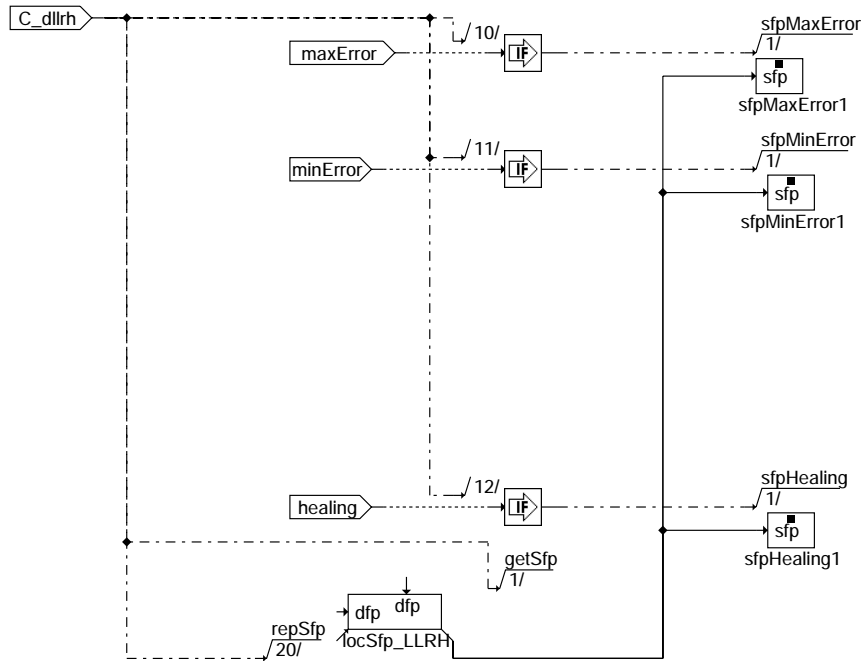 C_dllrh
10/
sfpMaxError
1/
maxError
IF
sfp
sfpMaxError1
11/
sfpMinError
1/
minError
IF
sfp
sfpMinError1
12/
sfpHealing
1/
healing
IF
sfp
sfpHealing1
getSfp
1/
dfp
dfp
repSfp
20/
locSfp_LLRH